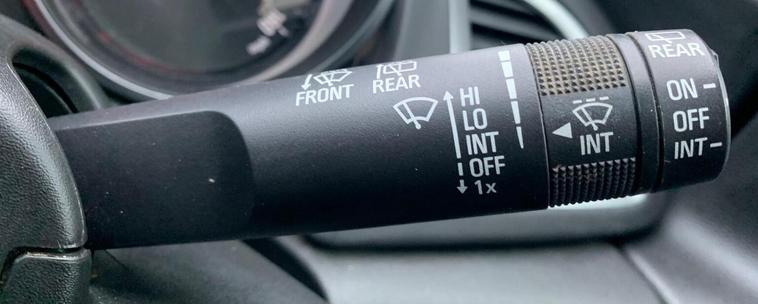 FRONT
REAR
HI
LO
INT
OFF
1x
INT
REAR
ON
OFF
INT